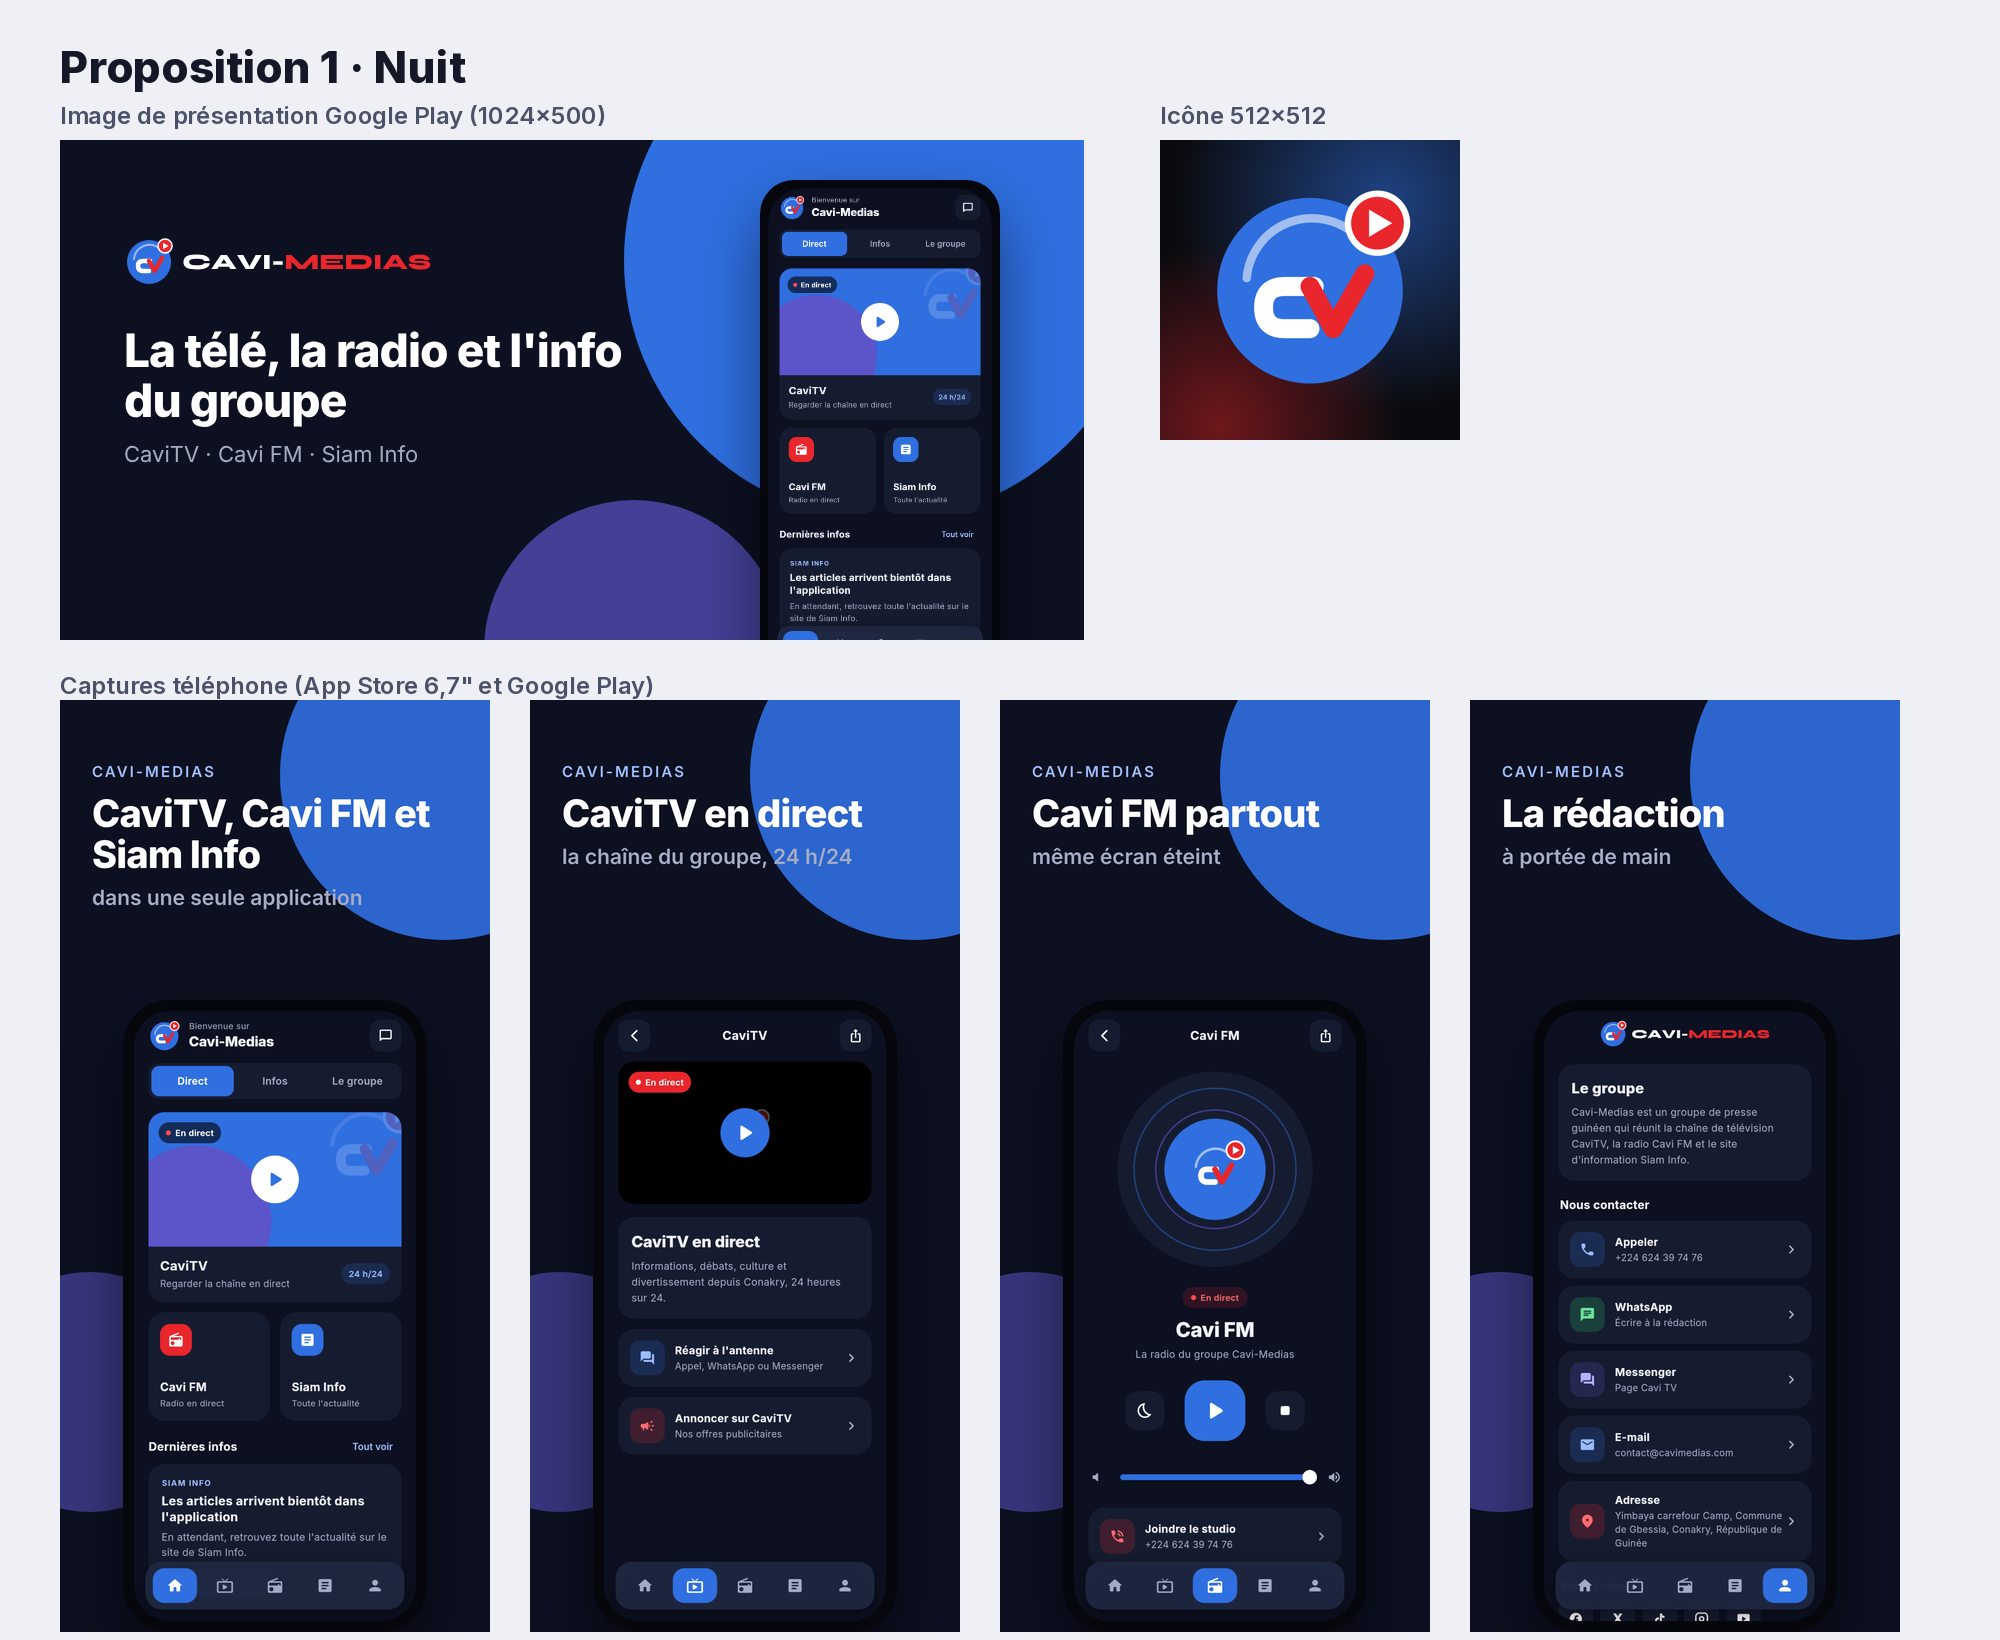 Proposition 1 · Nuit
Image de présentation Google Play (1024×500)
Icône 512×512
CAVI-MEDIAS
La télé, la radio et l'info
du groupe
CaviTV · Cavi FM · Siam Info
Bienvenue sur
Cavi-Medias
Direct
Infos
Le groupe
En direct
CaviTV
Regarder la chaîne en direct
24 h/24
Cavi FM
Radio en direct
Siam Info
Toute l'actualité
Dernières infos
Tout voir
SIAM INFO
Les articles arrivent bientôt dans
l'application
En attendant, retrouvez toute l'actualité sur le
site de Siam Info.
Captures téléphone (App Store 6,7" et Google Play)
CAVI-MEDIAS
CaviTV, Cavi FM et
Siam Info
dans une seule application
Bienvenue sur
Cavi-Medias
Direct
Infos
Le groupe
En direct
CaviTV
Regarder la chaîne en direct
24 h/24
Cavi FM
Radio en direct
Siam Info
Toute l'actualité
Dernières infos
Tout voir
SIAM INFO
Les articles arrivent bientôt dans
l'application
En attendant, retrouvez toute l'actualité sur le
site de Siam Info.
CAVI-MEDIAS
CaviTV en direct
la chaîne du groupe, 24 h/24
CaviTV
En direct
CaviTV en direct
Informations, débats, culture et
divertissement depuis Conakry, 24 heures
sur 24.
Réagir à l'antenne
Appel, WhatsApp ou Messenger
Annoncer sur CaviTV
Nos offres publicitaires
CAVI-MEDIAS
Cavi FM partout
même écran éteint
Cavi FM
En direct
Cavi FM
La radio du groupe Cavi-Medias
Joindre le studio
+224 624 39 74 76
CAVI-MEDIAS
La rédaction
à portée de main
CAVI-MEDIAS
Le groupe
Cavi-Medias est un groupe de presse
guinéen qui réunit la chaîne de télévision
CaviTV, la radio Cavi FM et le site
d'information Siam Info.
Nous contacter
Appeler
+224 624 39 74 76
WhatsApp
Écrire à la rédaction
Messenger
Page Cavi TV
E-mail
contact@cavimedias.com
Adresse
Yimbaya carrefour Camp, Commune
de Gbessia, Conakry, République de
Guinée